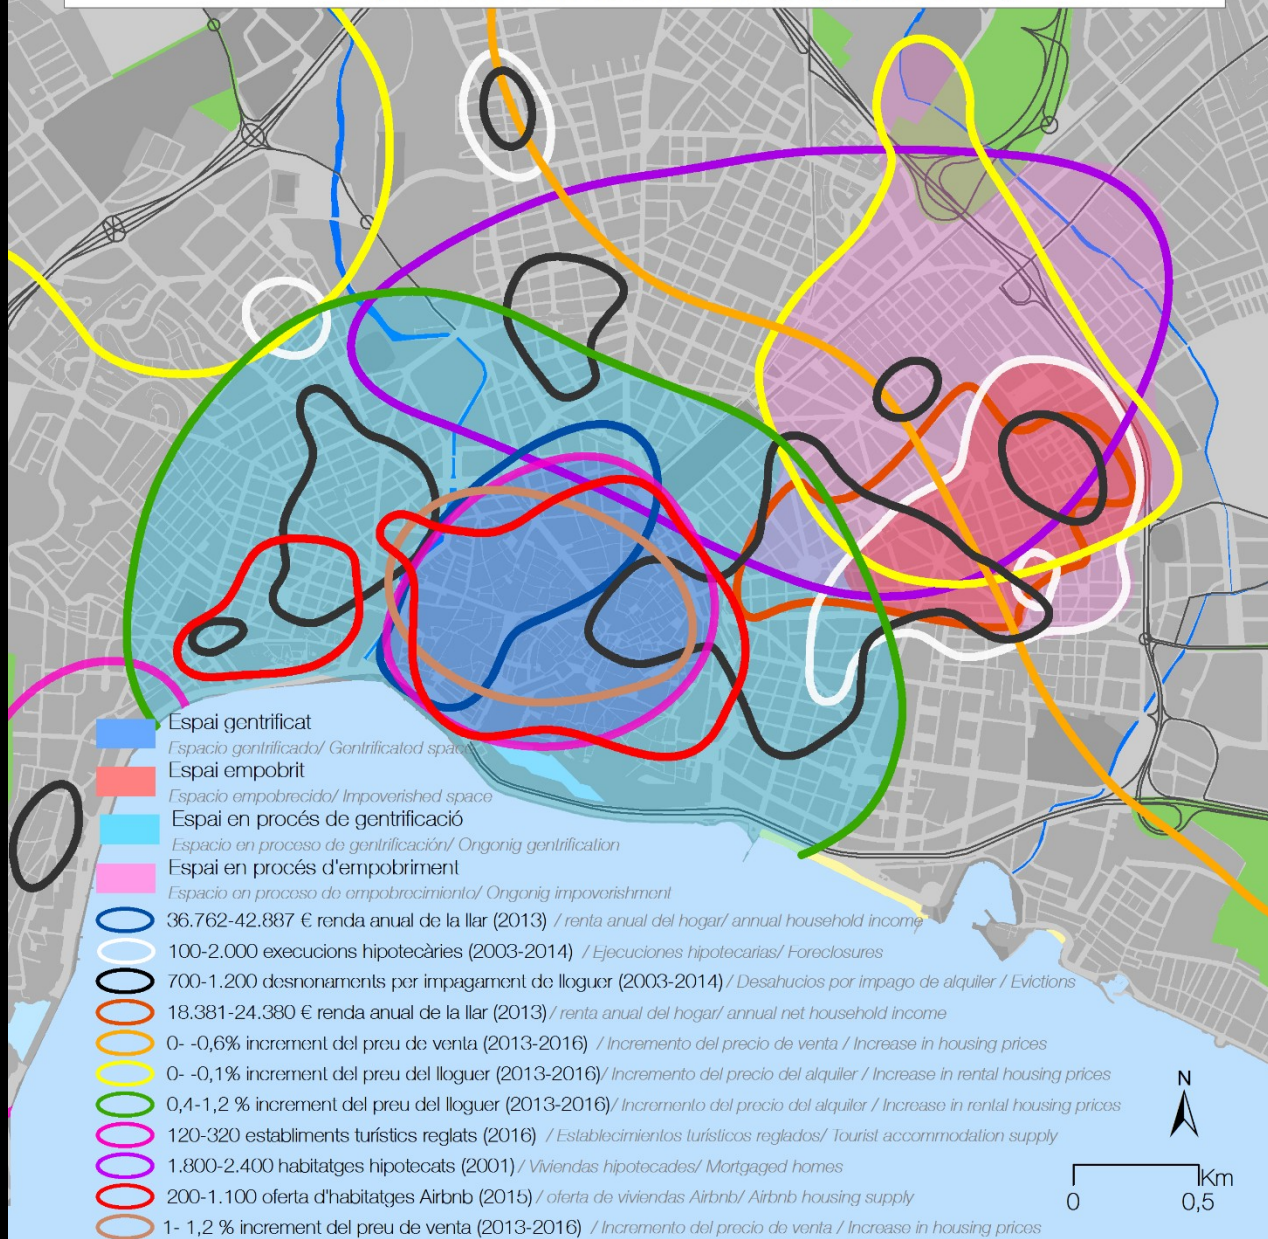 Espai gentrificat
Espacio gentrificado/ Gentrificated space
Espai empobrit
Espacio empobrecido/ Impoverished space
Espai en procés de gentrificació
Espacio en proceso de gentrificación/ Ongonig gentrification
Espai en procés d'empobriment
Espacio en proceso de empobrecimiento/ Ongonig impoverishment
36.762-42.887 € renda anual de la llar (2013) / renta anual del hogar/ annual household income
100-2.000 execucions hipotecàries (2003-2014) / Ejecuciones hipotecarias/ Foreclosures
700-1.200 desnonaments per impagament de lloguer (2003-2014) / Desahucios por impago de alquiler / Evictions
18.381-24.380 € renda anual de la llar (2013) / renta anual del hogar/ annual net household income
0- -0,6% increment del preu de venta (2013-2016) / Incremento del precio de venta / Increase in housing prices
0- -0,1% increment del preu del lloguer (2013-2016)/ Incremento del precio del alquiler / Increase in rental housing prices
0,4-1,2 % increment del preu del lloguer (2013-2016)/ Incremento del precio del alquiler / Increase in rental housing prices
120-320 establiments turístics reglats (2016) / Establecimientos turísticos reglados/ Tourist accommodation supply
1.800-2.400 habitatges hipotecats (2001) / Viviendas hipotecades/ Mortgaged homes
200-1.100 oferta d'habitatges Airbnb (2015) / oferta de viviendas Airbnb/ Airbnb housing supply
1- 1,2 % increment del preu de venta (2013-2016) / Incremento del precio de venta / Increase in housing prices
N
Km
0 0,5